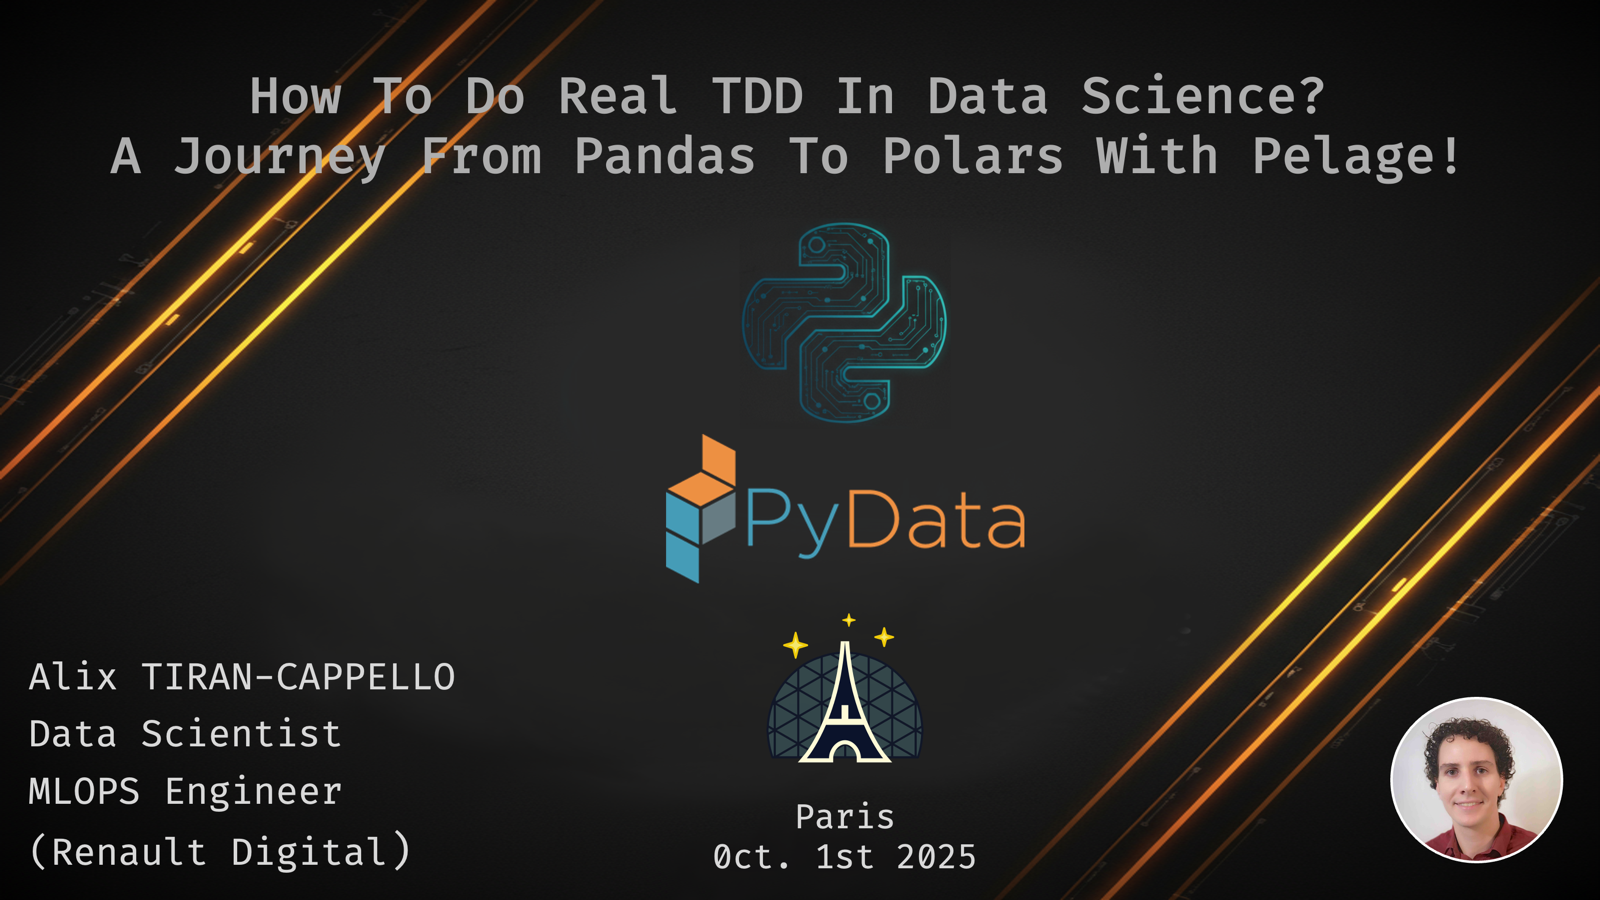 How To Do Real TDD In Data Science?
A Journey From Pandas To Polars With Pelage!
PyData
Alix TIRAN-CAPPELLO
Data Scientist
MLOPS Engineer
(Renault Digital)
Paris
Oct. 1st 2025